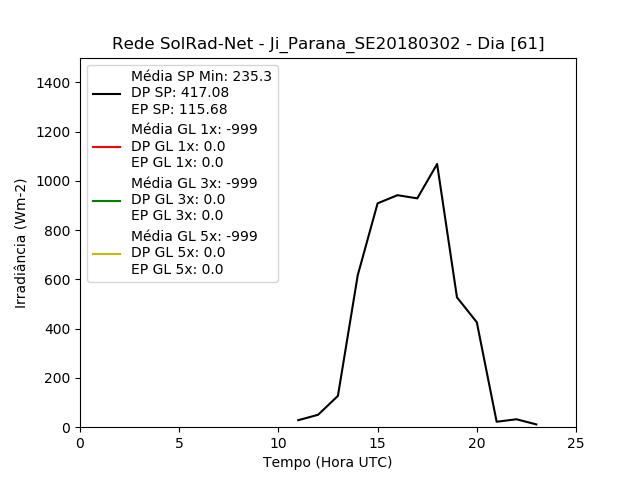 Rede SolRad-Net - Ji_Parana_SE20180302 - Dia [61]
Irradiância (Wm-2)
1400
1200
1000
800
600
400
200
0
Média SP Min: 235.3
DP SP: 417.08
EP SP: 115.68
Média GL 1x: -999
DP GL 1x: 0.0
EP GL 1x: 0.0
Média GL 3x: -999
DP GL 3x: 0.0
EP GL 3x: 0.0
Média GL 5x: -999
DP GL 5x: 0.0
EP GL 5x: 0.0
0 5 10 15 20 25
Tempo (Hora UTC)